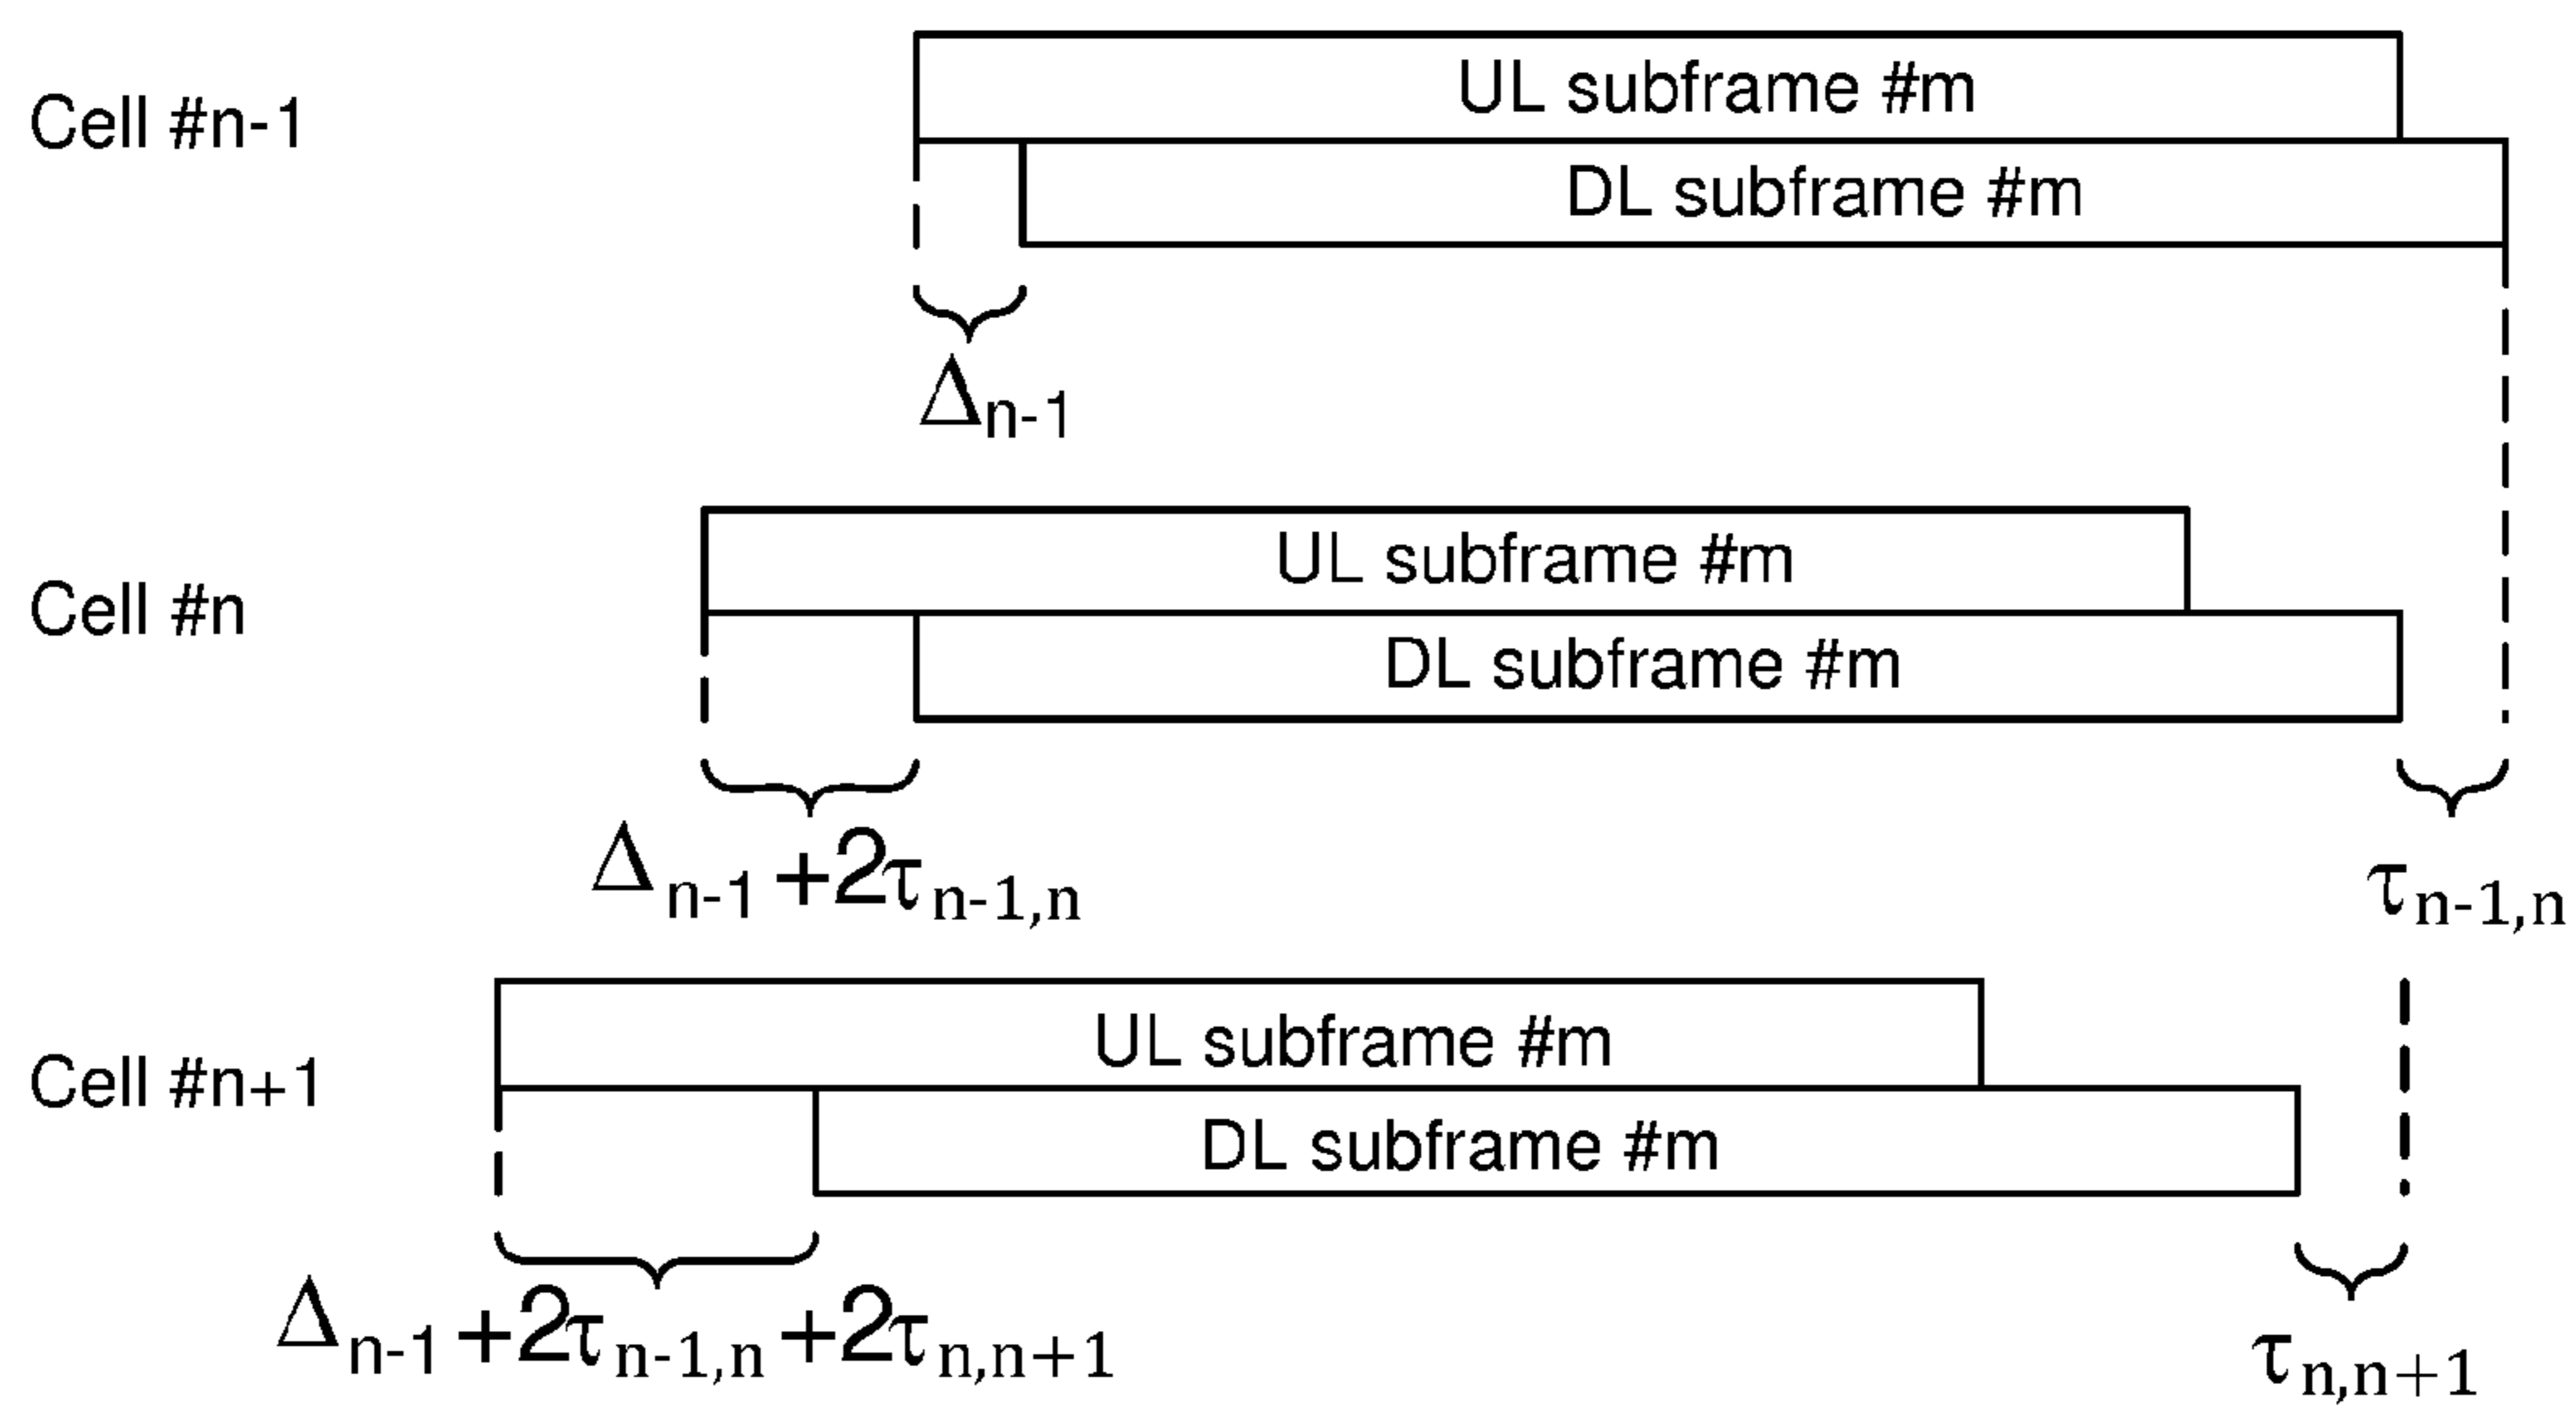 UL subframe #m
Cell #n-1
DL subframe #m
Δn-1
UL subframe #m
Cell #n
DL subframe #m
Δn-1+2τn-1,n
τn-1,n
UL subframe #m
Cell #n+1
DL subframe #m
Δn-1+2τn-1,n+2τn,n+1
τn,n+1